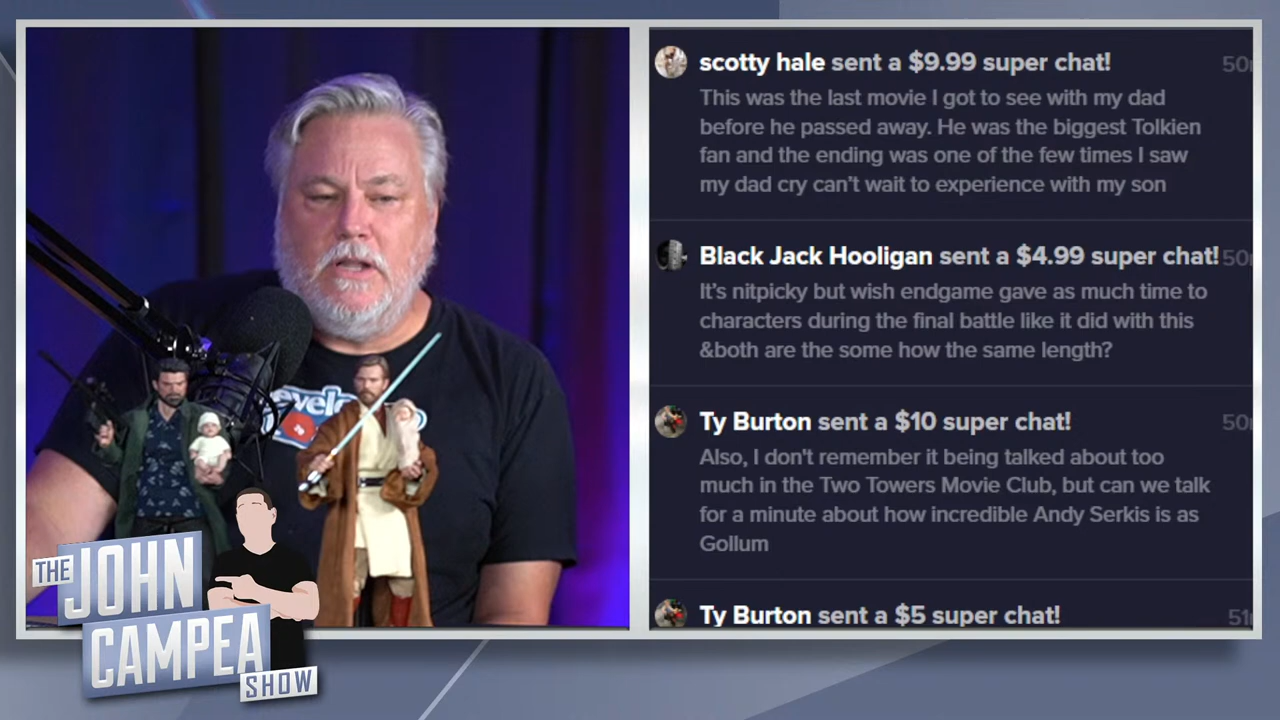 scotty hale sent a $9.99 super chat!
This was the last movie I got to see with my dad
before he passed away. He was the biggest Tolkien
fan and the ending was one of the few times I saw
my dad cry can't wait to experience with my son
Black Jack Hooligan sent a $4.99 super chat!
It's nitpicky but wish endgame gave as much time to
characters during the final battle like it did with this
&both are the some how the same length?
Ty Burton sent a $10 super chat!
Also, I don't remember it being talked about too
much in the Two Towers Movie Club, but can we talk
for a minute about how incredible Andy Serkis is as
Gollum
Ty Burton sent a $5 super chat!
THE
JOHN
CAMPEA
SHOW